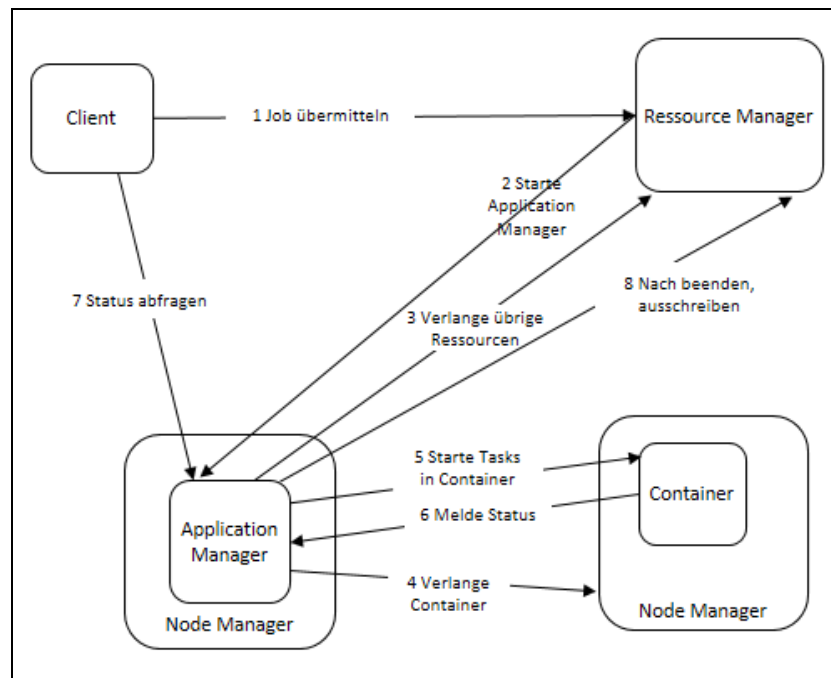 Client
1 Job übermitteln
Ressource Manager
2 Starte
Application
Manager
7 Status abfragen
8 Nach beenden,
ausschreiben
3 Verlange übrige
Ressourcen
5 Starte Tasks
in Container
Container
6 Melde Status
Application
Manager
4 Verlange
Container
Node Manager
Node Manager